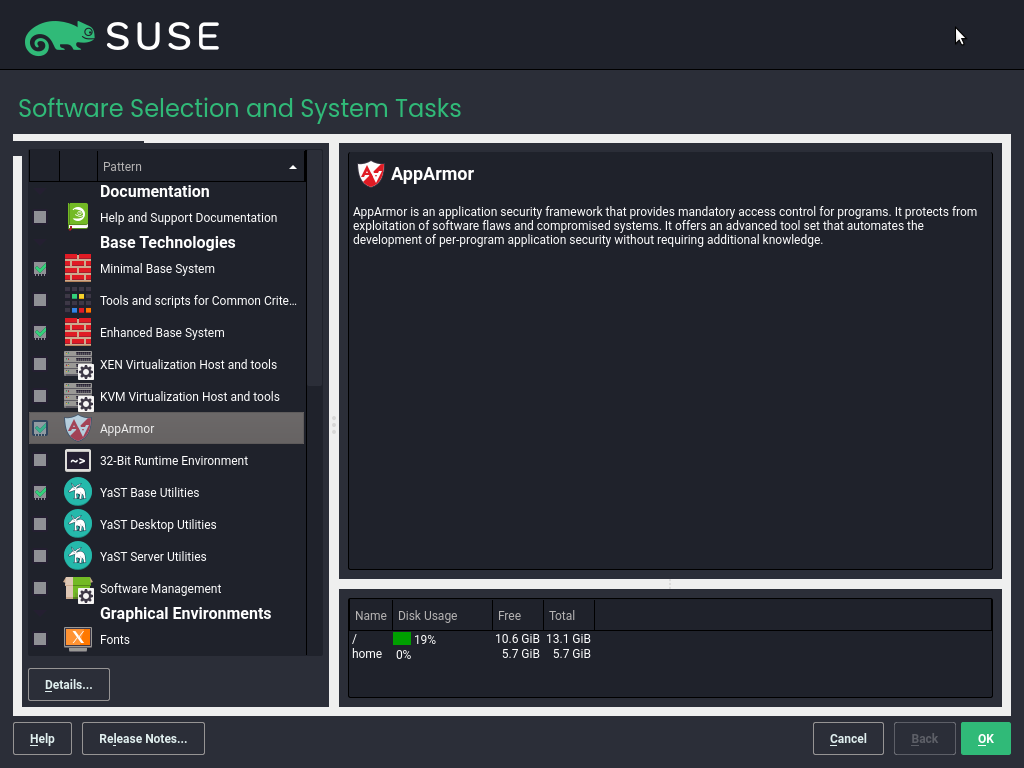 SUSE
Software Selection and System Tasks
Pattern
Documentation
Help and Support Documentation
Base Technologies
Minimal Base System
Tools and scripts for Common Crite...
Enhanced Base System
XEN Virtualization Host and tools
KVM Virtualization Host and tools
AppArmor
32-Bit Runtime Environment
YaST Base Utilities
YaST Desktop Utilities
YaST Server Utilities
Software Management
Graphical Environments
Fonts
Details...
AppArmor
AppArmor is an application security framework that provides mandatory access control for programs. It protects from
exploitation of software flaws and compromised systems. It offers an advanced tool set that automates the
development of per-program application security without requiring additional knowledge.
Name Disk Usage Free Total
/ 19% 10.6 GiB 13.1 GiB
home 0% 5.7 GiB 5.7 GiB
Help Release Notes... Cancel Back OK